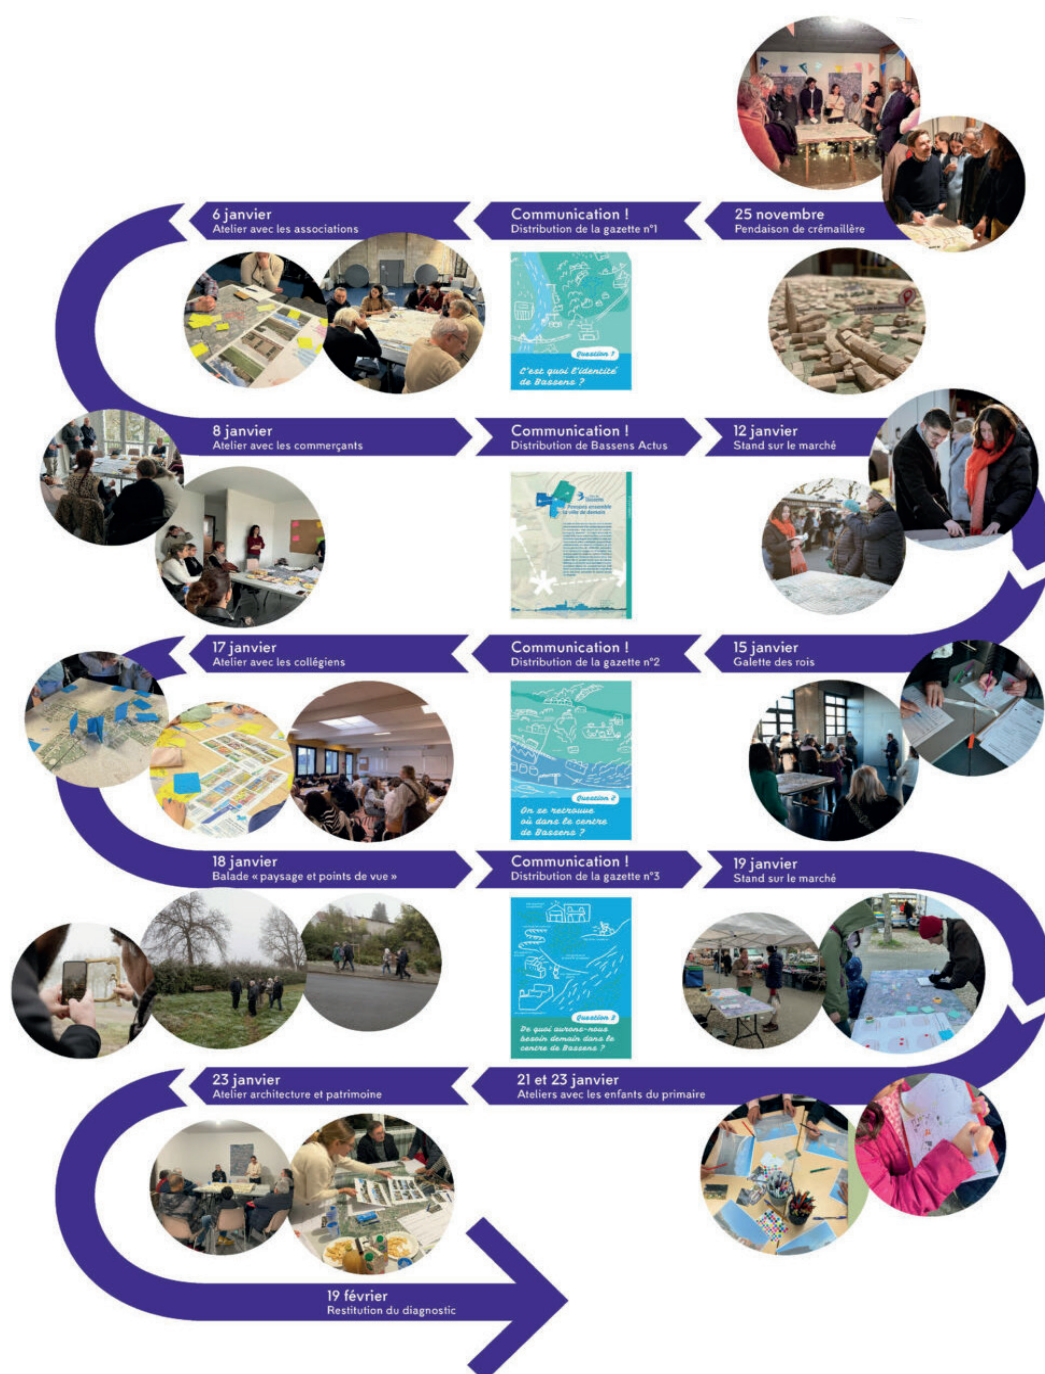 25 novembre
Pendaison de crémaillère
Communication !
Distribution de la gazette n°1
6 janvier
Atelier avec les associations
Question 1
C'est quoi l'identité
de Bassens ?
8 janvier
Atelier avec les commerçants
Communication !
Distribution de Bassens Actus
12 janvier
Stand sur le marché
Pensons ensemble
la ville de demain
15 janvier
Galette des rois
Communication !
Distribution de la gazette n°2
17 janvier
Atelier avec les collégiens
Question 2
On se retrouve
où dans le centre
de Bassens ?
18 janvier
Balade « paysage et points de vue »
Communication !
Distribution de la gazette n°3
19 janvier
Stand sur le marché
Question 3
De quoi aurons-nous
besoin demain dans le
centre de Bassens ?
21 et 23 janvier
Ateliers avec les enfants du primaire
23 janvier
Atelier architecture et patrimoine
19 février
Restitution du diagnostic